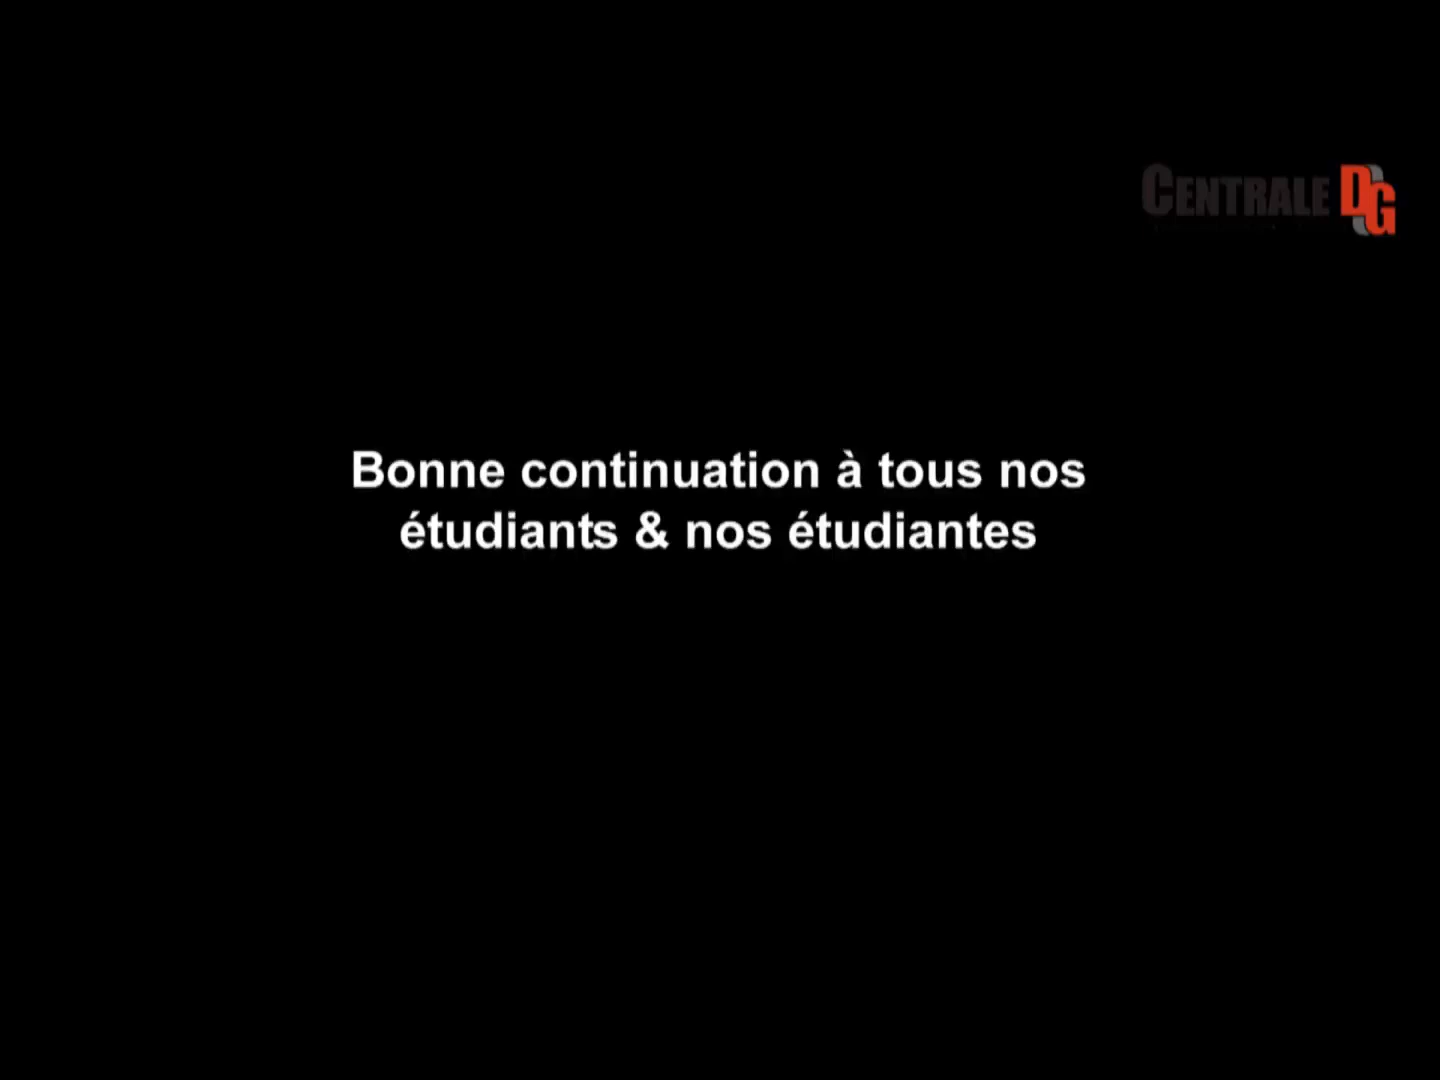 CENTRALE DG
Bonne continuation à tous nos
étudiants & nos étudiantes